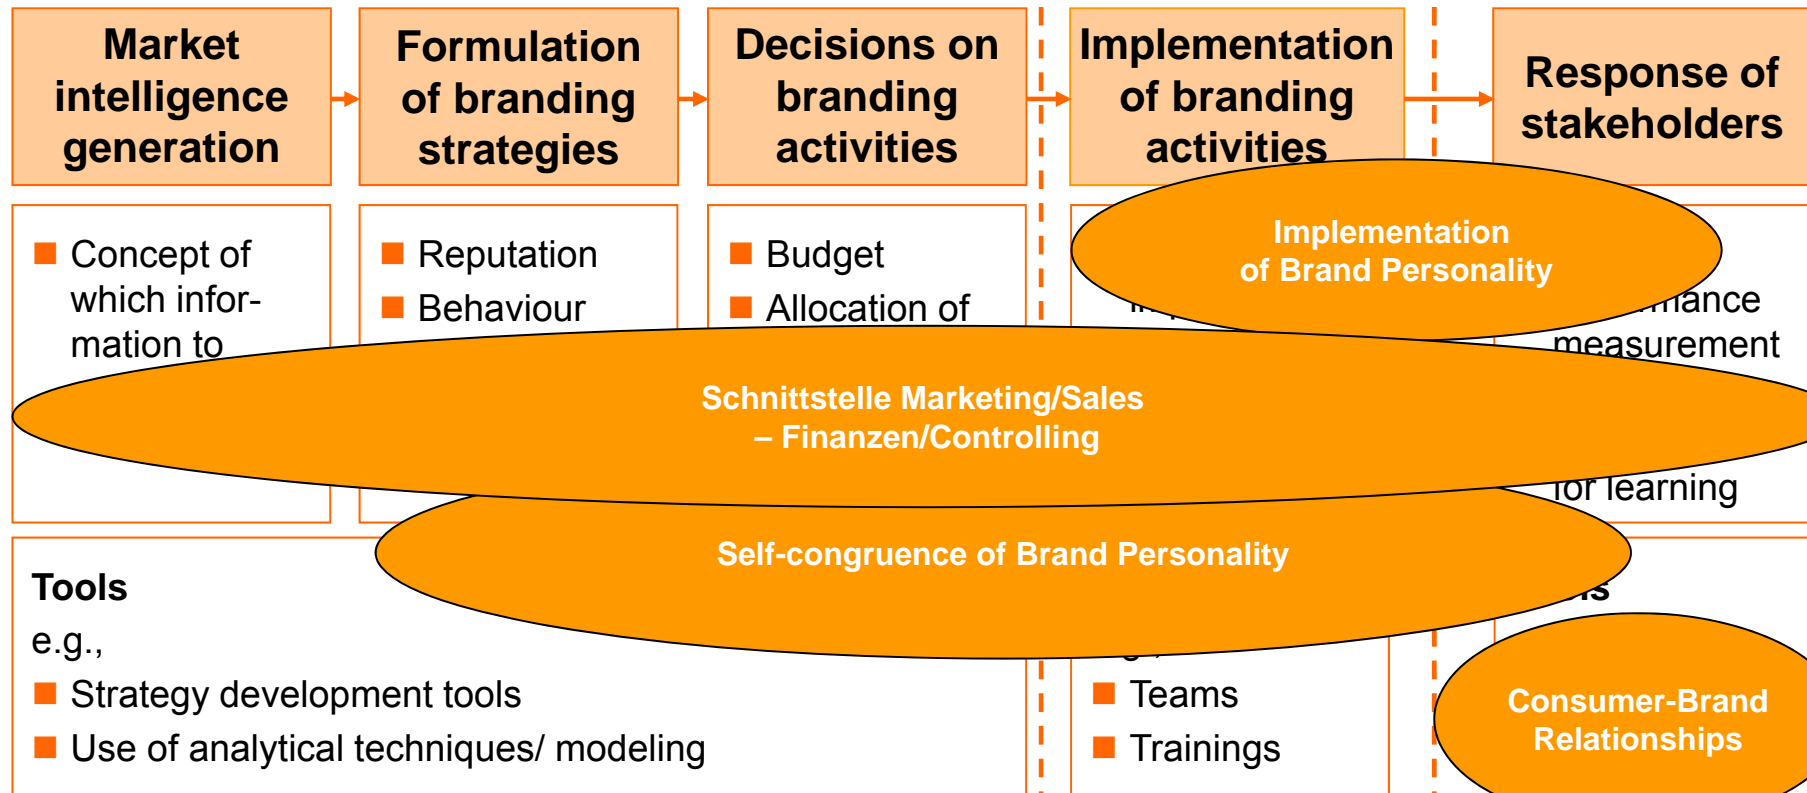 Market
intelligence
generation
Formulation
of branding
strategies
Decisions on
branding
activities
Implementation
of branding
activities
Response of
stakeholders
Concept of
which infor-
mation to
Reputation
Behaviour
Budget
Allocation of
Implementation
of Brand Personality
measurement
for learning
Schnittstelle Marketing/Sales
– Finanzen/Controlling
Self-congruence of Brand Personality
Tools
e.g.,
Strategy development tools
Use of analytical techniques/ modeling
Teams
Trainings
Consumer-Brand
Relationships